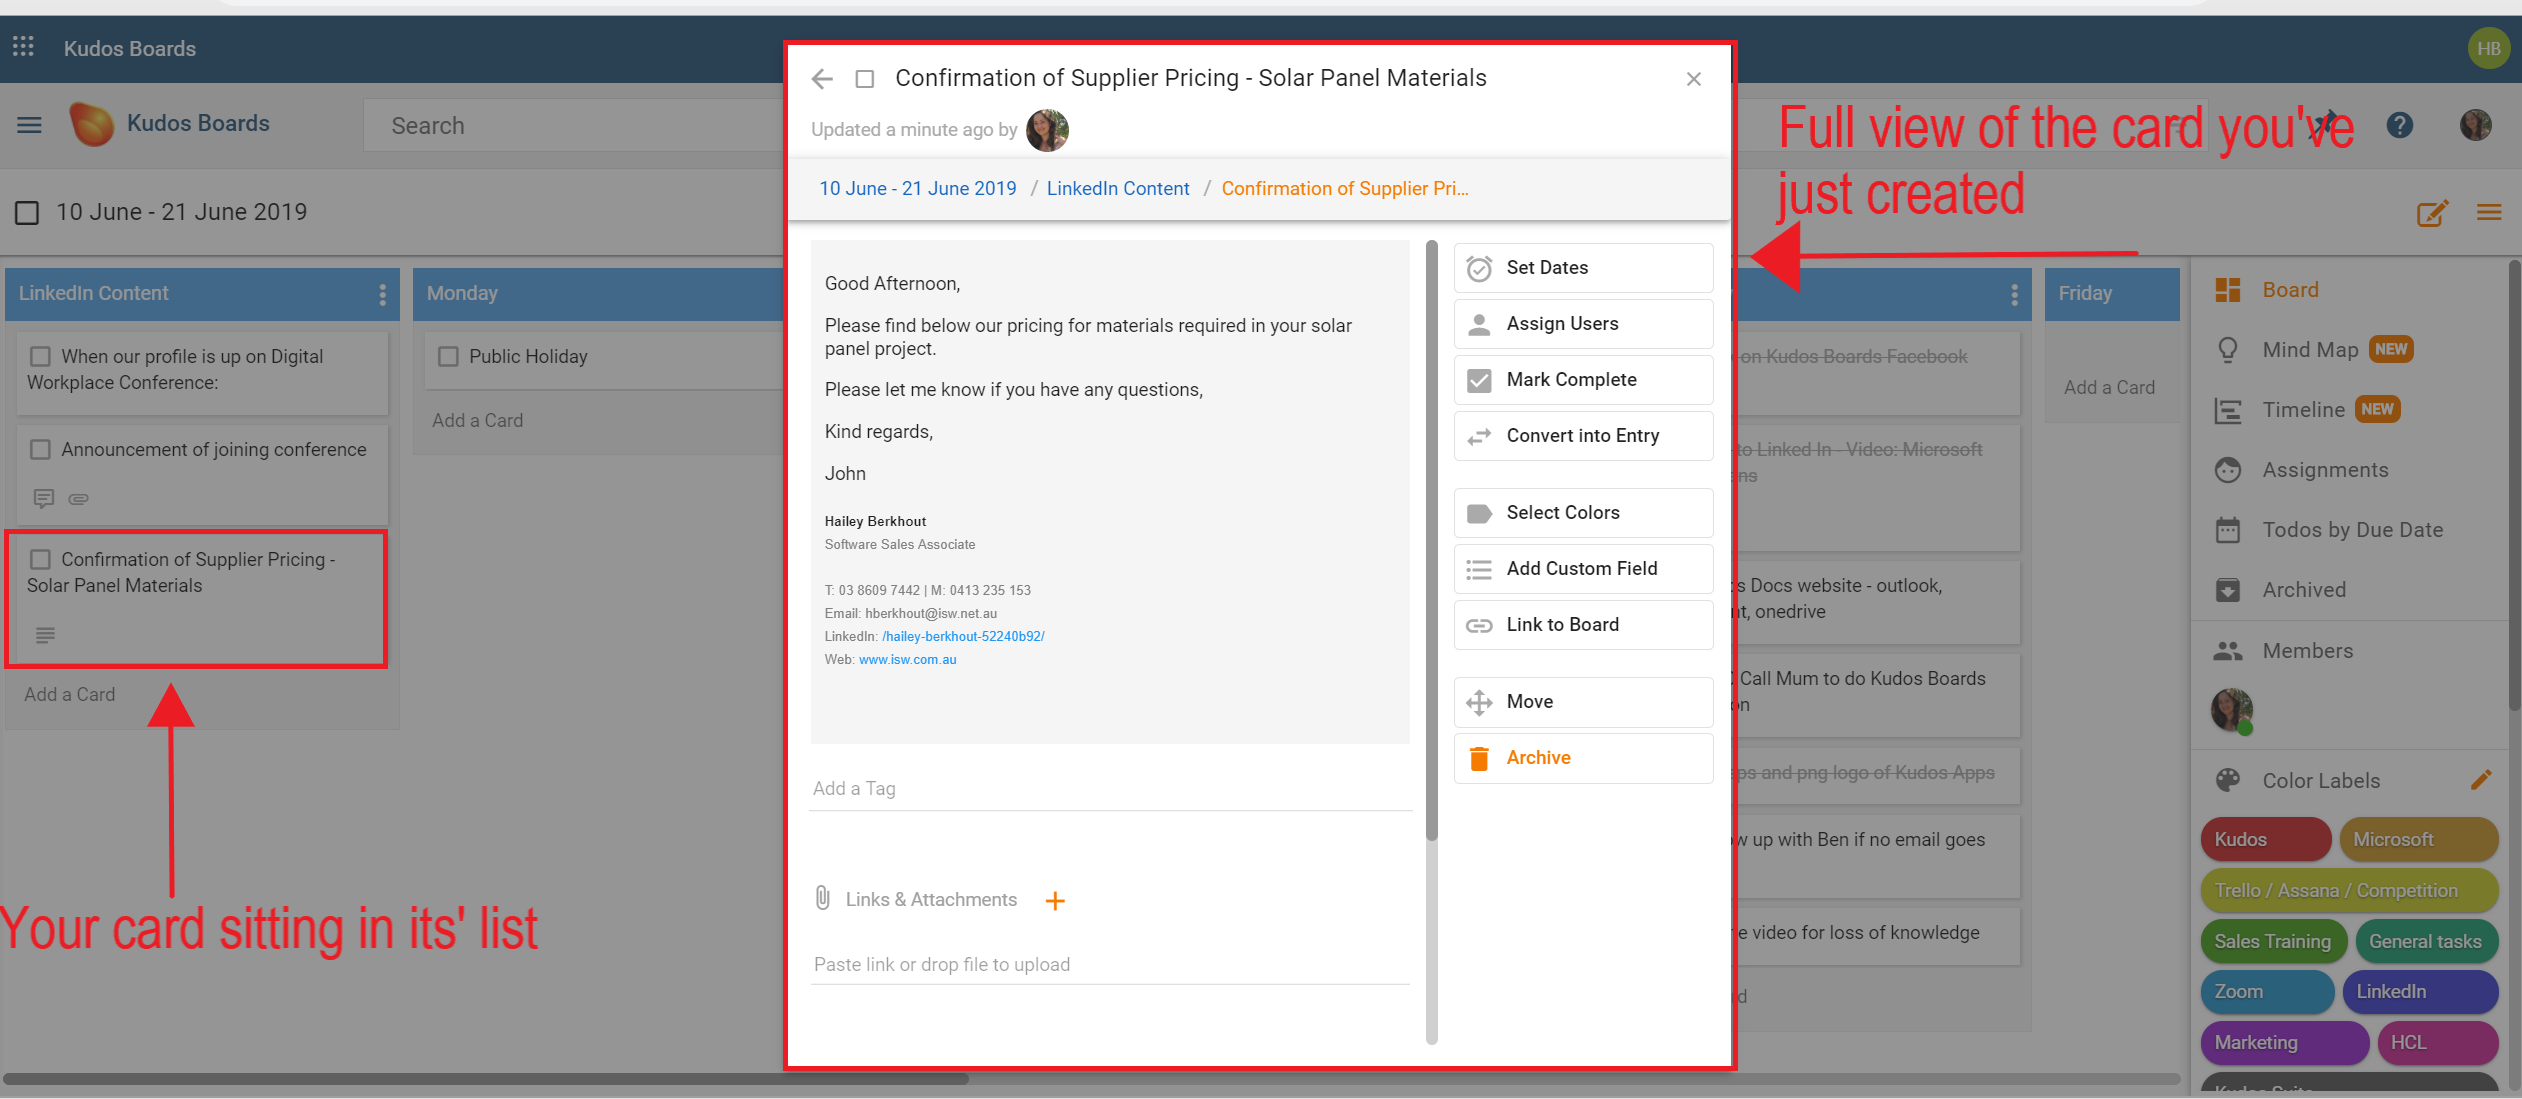 Kudos Boards
HB
Kudos Boards
Search
10 June - 21 June 2019
LinkedIn Content
When our profile is up on Digital
Workplace Conference:
Announcement of joining conference
Confirmation of Supplier Pricing -
Solar Panel Materials
Add a Card
Your card sitting in its' list
Monday
Public Holiday
Add a Card
Confirmation of Supplier Pricing - Solar Panel Materials
Updated a minute ago by
10 June - 21 June 2019 / LinkedIn Content / Confirmation of Supplier Pri...
Good Afternoon,
Please find below our pricing for materials required in your solar
panel project.
Please let me know if you have any questions,
Kind regards,
John
Hailey Berkhout
Software Sales Associate
T: 03 8609 7442 | M: 0413 235 153
Email: hberkhout@isw.net.au
LinkedIn: /hailey-berkhout-52240b92/
Web: www.isw.com.au
Add a Tag
Links & Attachments +
Paste link or drop file to upload
Set Dates
Assign Users
Mark Complete
Convert into Entry
Select Colors
Add Custom Field
Link to Board
Move
Archive
Full view of the card you've
just created
on Kudos Boards Facebook
to Linked In - Video: Microsoft
ns
s Docs website - outlook,
nt, onedrive
Call Mum to do Kudos Boards
on
ps and png logo of Kudos Apps
w up with Ben if no email goes
e video for loss of knowledge
d
Friday
Add a Card
Board
Mind Map NEW
Timeline NEW
Assignments
Todos by Due Date
Archived
Members
Color Labels
Kudos
Microsoft
Trello / Assana / Competition
Sales Training
General tasks
Zoom
LinkedIn
Marketing
HCL
Kudos Suite